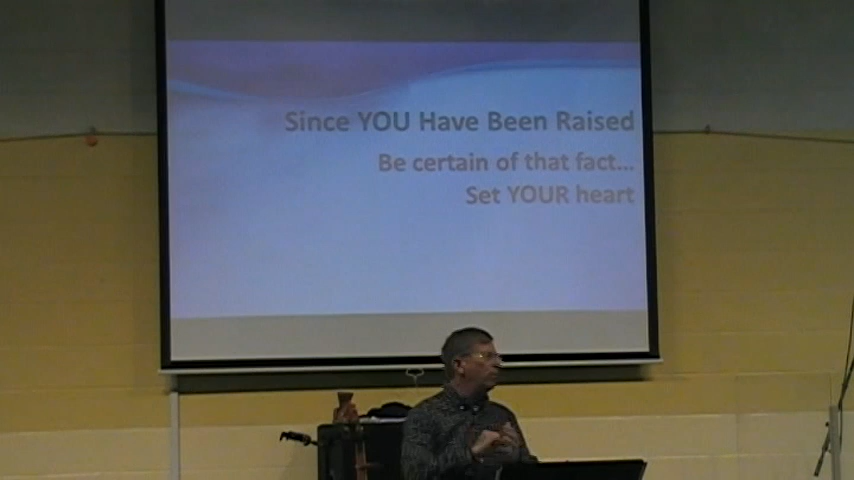 Since YOU Have Been Raised
Be certain of that fact...
Set YOUR heart